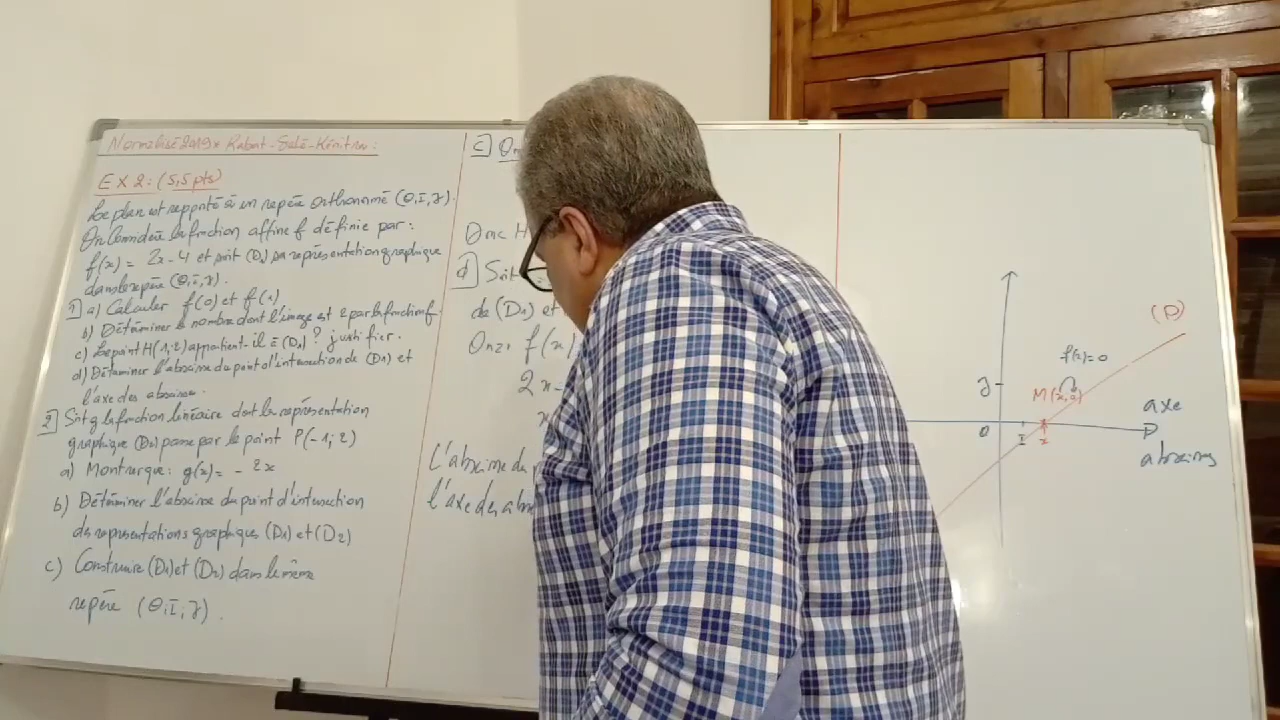 Normalisé 2019 * Rabat - Salé - Kénitra :
EX 2 : (5,5 pts)
Le plan est rapporté à un repère orthonormé (O, I, J).
On Considère la fonction affine f définie par :
f(x) = 2x - 4 et soit (D1) sa représentation graphique
dans le repère (O, I, J).
1 a) Calculer f(0) et f(1)
b) Déterminer le nombre dont l'image est 2 par la fonction f.
c) Le point H(1; 2) appartient-il à (D1) ? justifier.
d) Déterminer l'abscisse du point d'intersection de (D1) et
l'axe des abscisses.
2 Soit g la fonction linéaire dont la représentation
graphique (D2) passe par le point P(-1; 2)
a) Montrer que : g(x) = - 2x
b) Déterminer l'abscisse du point d'intersection
des représentations graphiques (D1) et (D2)
c) Construire (D1) et (D2) dans le même
repère (O, I, J).
c On
Donc H
d Soit
de (D1) et
On a : f(x)
2x -
x
L'abscisse du p
l'axe des absc
(D)
f(x) = 0
J
M(x, 0)
axe
O
I
x
abscisses